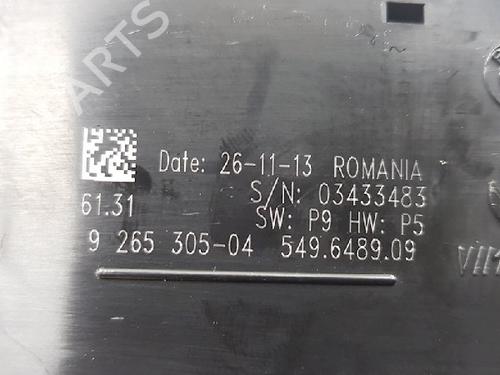 PARTS
Date: 26-11-13 ROMANIA
S/N: 03433483
61.31 SW: P9 HW: P5
9 265 305-04 549.6489.09